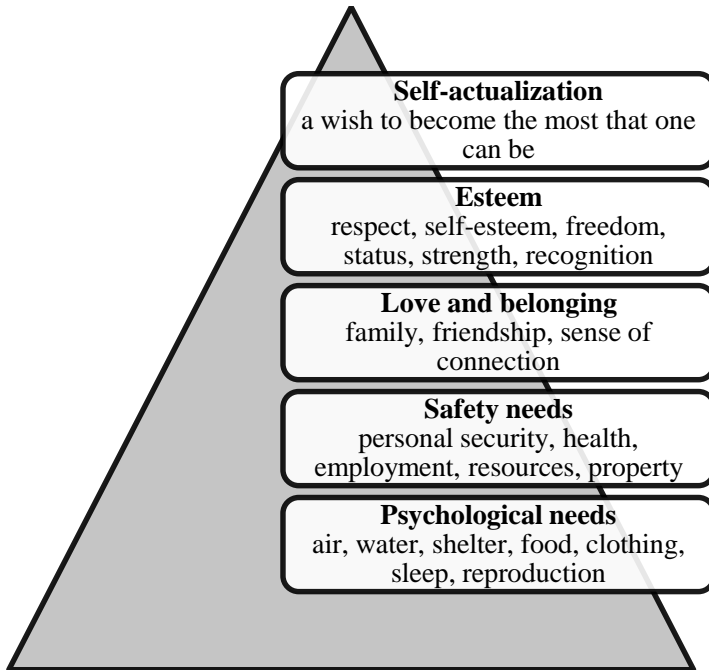 Self-actualization
a wish to become the most that one
can be
Esteem
respect, self-esteem, freedom,
status, strength, recognition
Love and belonging
family, friendship, sense of
connection
Safety needs
personal security, health,
employment, resources, property
Psychological needs
air, water, shelter, food, clothing,
sleep, reproduction